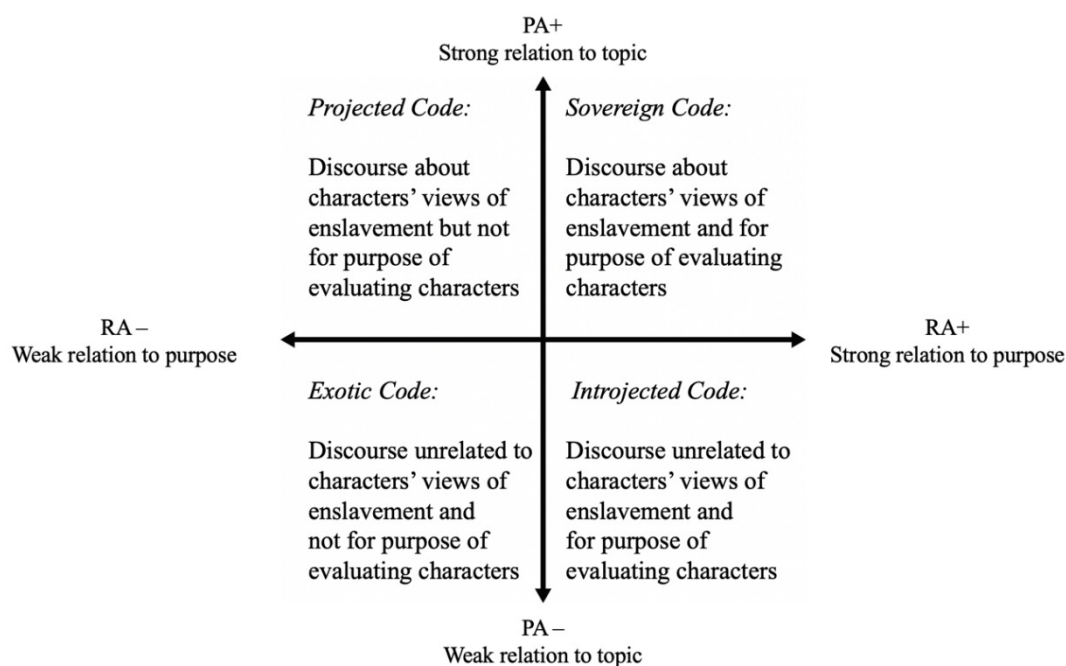 PA+
Strong relation to topic
Projected Code:
Discourse about
characters’ views of
enslavement but not
for purpose of
evaluating characters
Sovereign Code:
Discourse about
characters’ views of
enslavement and for
purpose of evaluating
characters
RA –
Weak relation to purpose
RA+
Strong relation to purpose
Exotic Code:
Discourse unrelated to
characters’ views of
enslavement and
not for purpose of
evaluating characters
Introjected Code:
Discourse unrelated to
characters’ views of
enslavement and
for purpose of
evaluating characters
PA –
Weak relation to topic